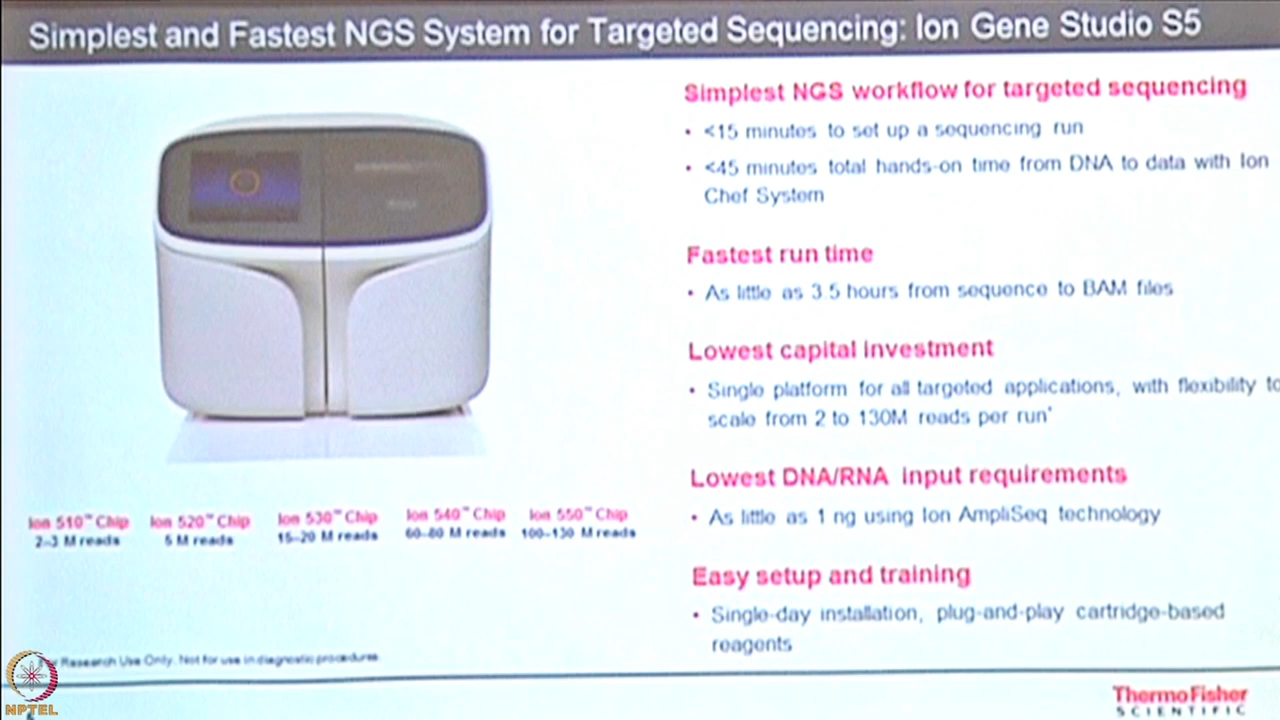 Simplest and Fastest NGS System for Targeted Sequencing: Ion Gene Studio S5
Simplest NGS workflow for targeted sequencing
• <15 minutes to set up a sequencing run
• <45 minutes total hands-on time from DNA to data with Ion
Chef System
Fastest run time
• As little as 3.5 hours from sequence to BAM files
Lowest capital investment
• Single platform for all targeted applications, with flexibility to
scale from 2 to 130M reads per run*
Lowest DNA/RNA input requirements
• As little as 1 ng using Ion AmpliSeq technology
Easy setup and training
• Single-day installation, plug-and-play cartridge-based
reagents
Ion 510™ Chip Ion 520™ Chip Ion 530™ Chip Ion 540™ Chip Ion 550™ Chip
2–3 M reads 5 M reads 15–20 M reads 60–80 M reads 100–130 M reads
Research Use Only. Not for use in diagnostic procedures.
NPTEL
ThermoFisher
SCIENTIFIC